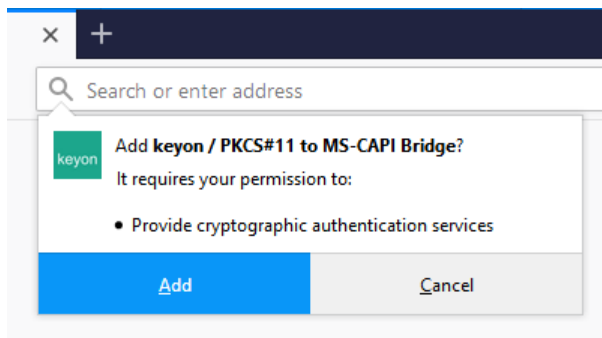 Search or enter address
keyon
Add keyon / PKCS#11 to MS-CAPI Bridge?
It requires your permission to:
• Provide cryptographic authentication services
Add
Cancel